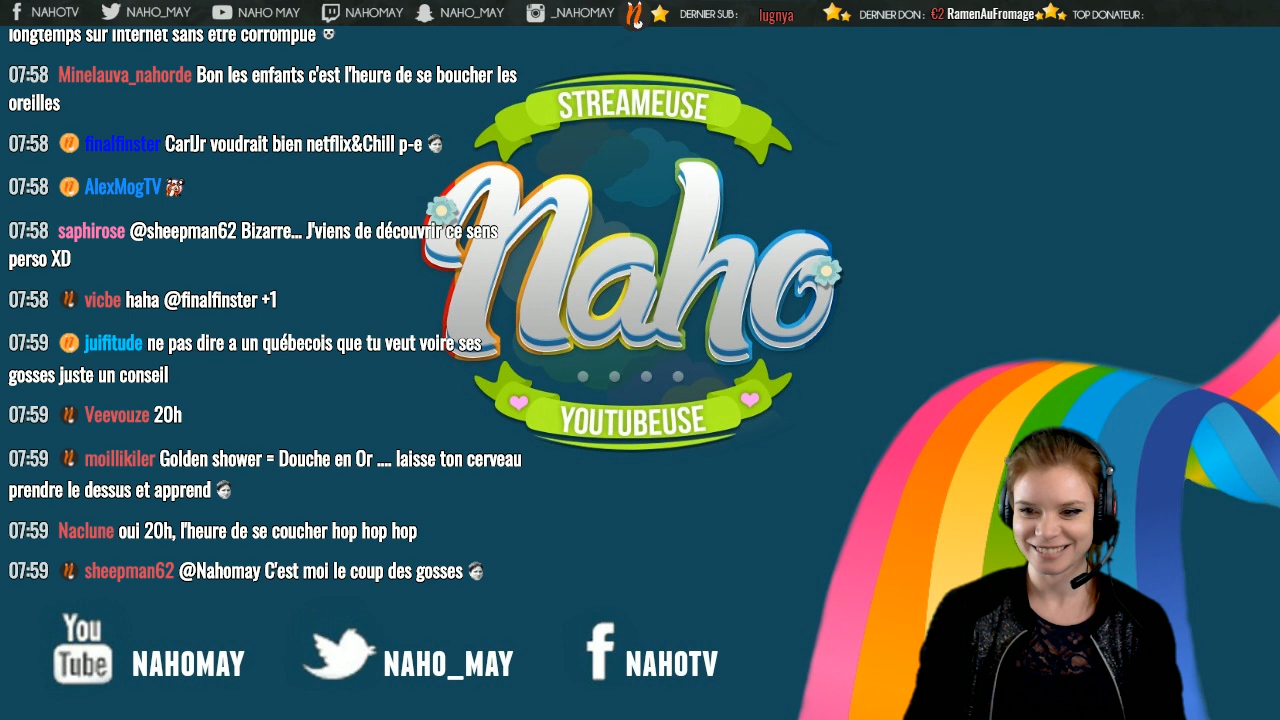 NAHOTV NAHO_MAY NAHO MAY NAHOMAY NAHO_MAY _NAHOMAY DERNIER SUB : lugnya DERNIER DON : €2 RamenAuFromage TOP DONATEUR :
longtemps sur internet sans être corrompue
07:58 Minelauva_nahorde Bon les enfants c'est l'heure de se boucher les
oreilles
07:58 finalfinster CarlJr voudrait bien netflix&Chill p-e
07:58 AlexMogTV
07:58 saphirose @sheepman62 Bizarre... J'viens de découvrir ce sens
perso XD
07:58 vicbe haha @finalfinster +1
07:59 juifitude ne pas dire a un québecois que tu veut voire ses
gosses juste un conseil
07:59 Veevouze 20h
07:59 moillikiler Golden shower = Douche en Or .... laisse ton cerveau
prendre le dessus et apprend
07:59 Naclune oui 20h, l'heure de se coucher hop hop hop
07:59 sheepman62 @Nahomay C'est moi le coup des gosses
STREAMEUSE
Naho
YOUTUBEUSE
You
Tube NAHOMAY NAHO_MAY NAHOTV